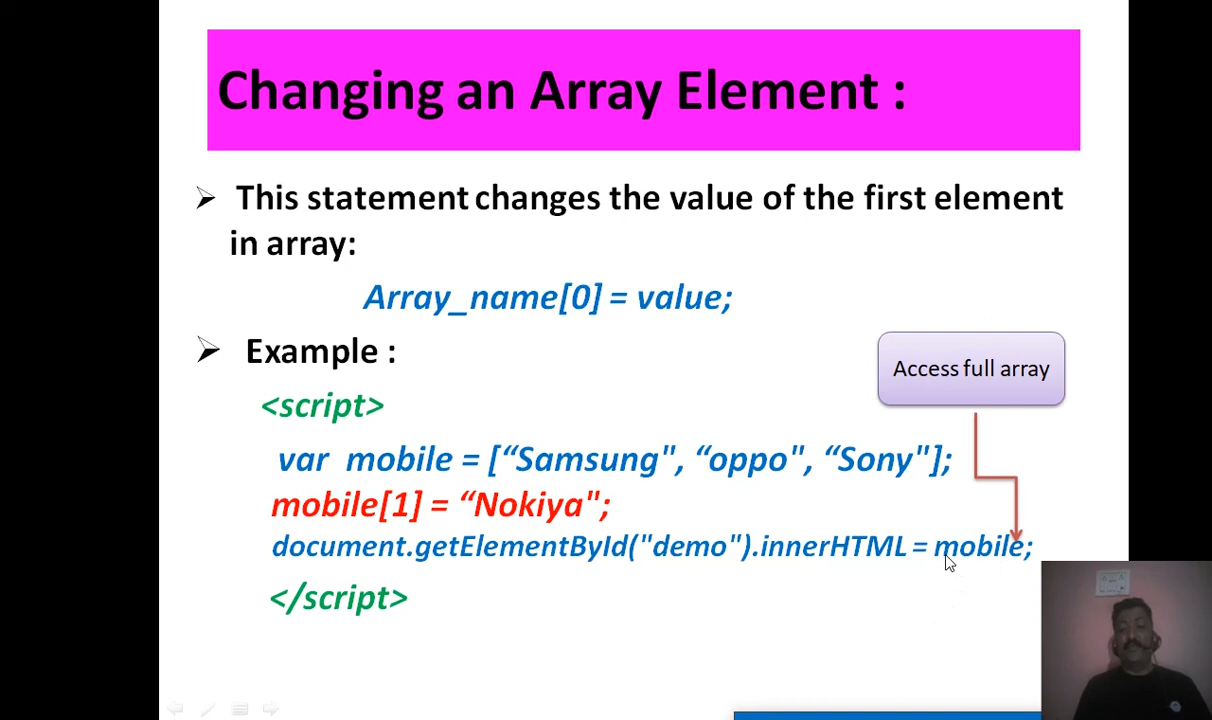 Changing an Array Element :
➢ This statement changes the value of the first element
in array:
Array_name[0] = value;
➢ Example :
Access full array
<script>
var mobile = [“Samsung", “oppo", “Sony"];
mobile[1] = “Nokiya";
document.getElementById("demo").innerHTML = mobile;
</script>